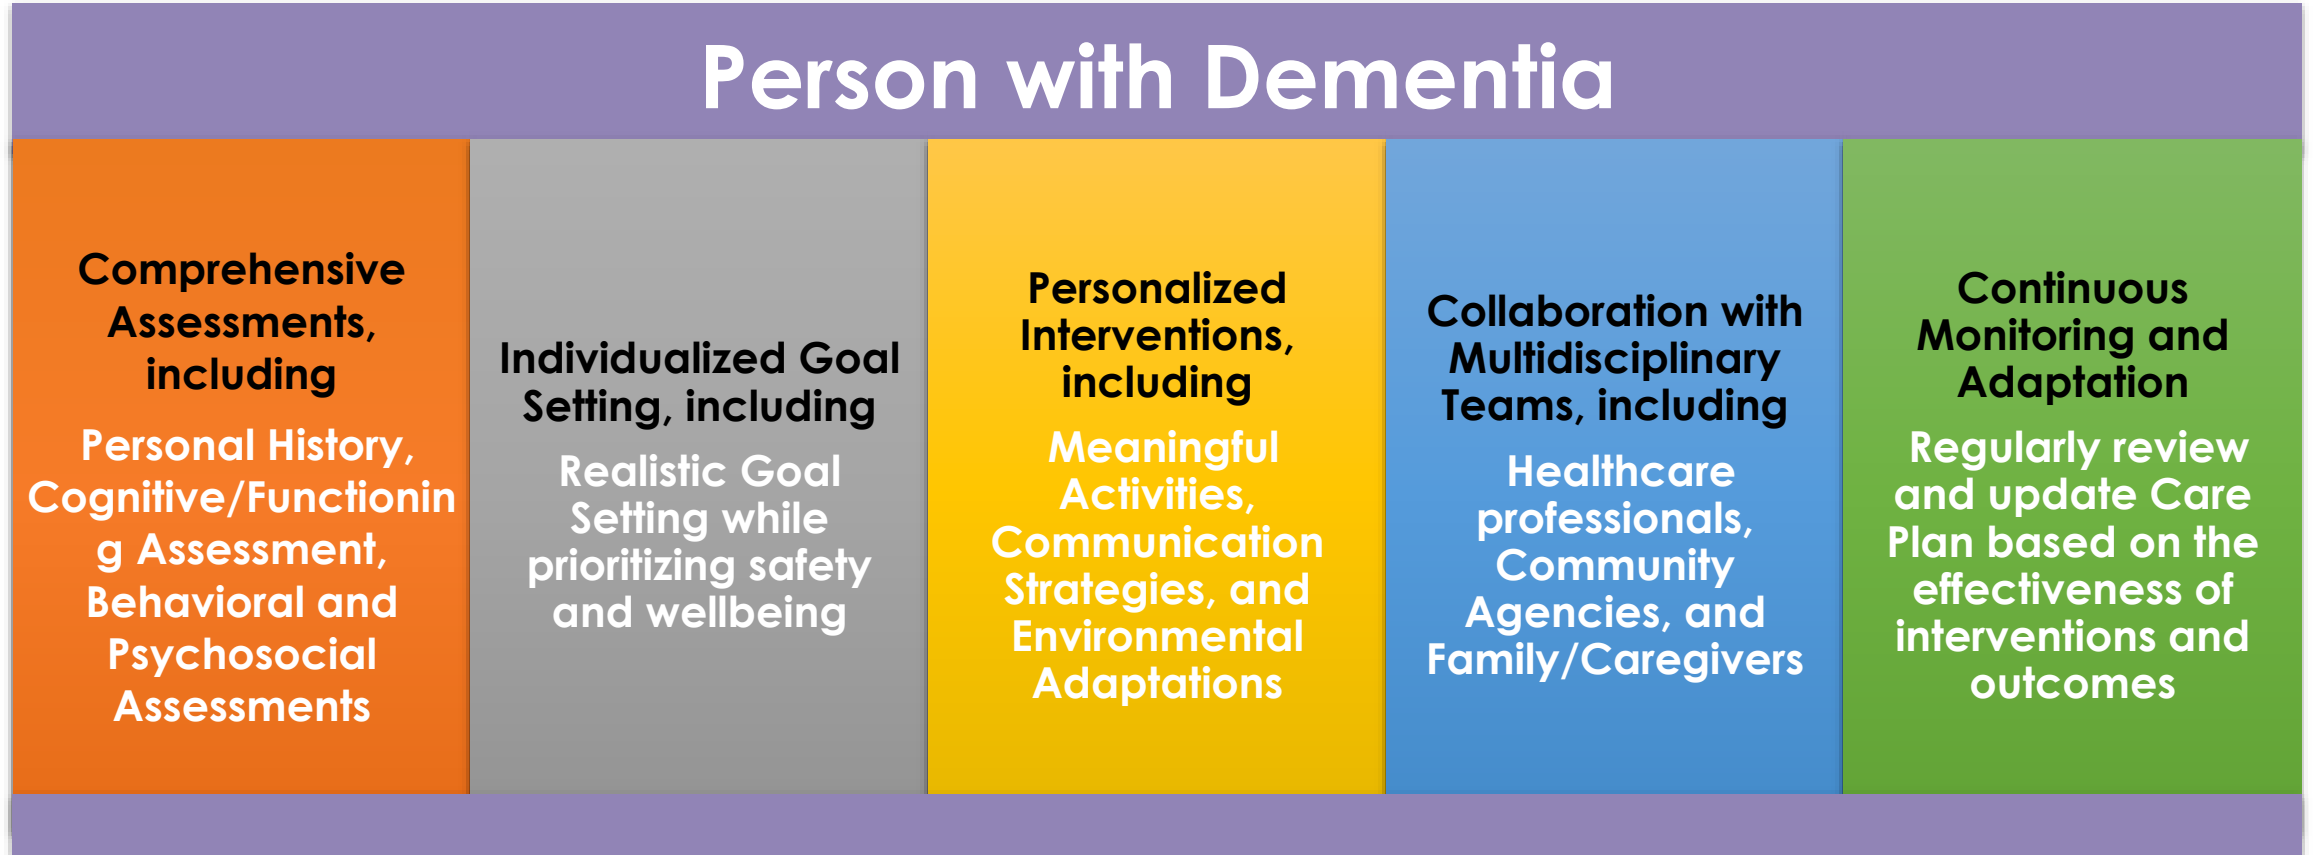 Person with Dementia
Comprehensive
Assessments,
including
Personal History,
Cognitive/Functionin
g Assessment,
Behavioral and
Psychosocial
Assessments
Individualized Goal
Setting, including
Realistic Goal
Setting while
prioritizing safety
and wellbeing
Personalized
Interventions,
including
Meaningful
Activities,
Communication
Strategies, and
Environmental
Adaptations
Collaboration with
Multidisciplinary
Teams, including
Healthcare
professionals,
Community
Agencies, and
Family/Caregivers
Continuous
Monitoring and
Adaptation
Regularly review
and update Care
Plan based on the
effectiveness of
interventions and
outcomes